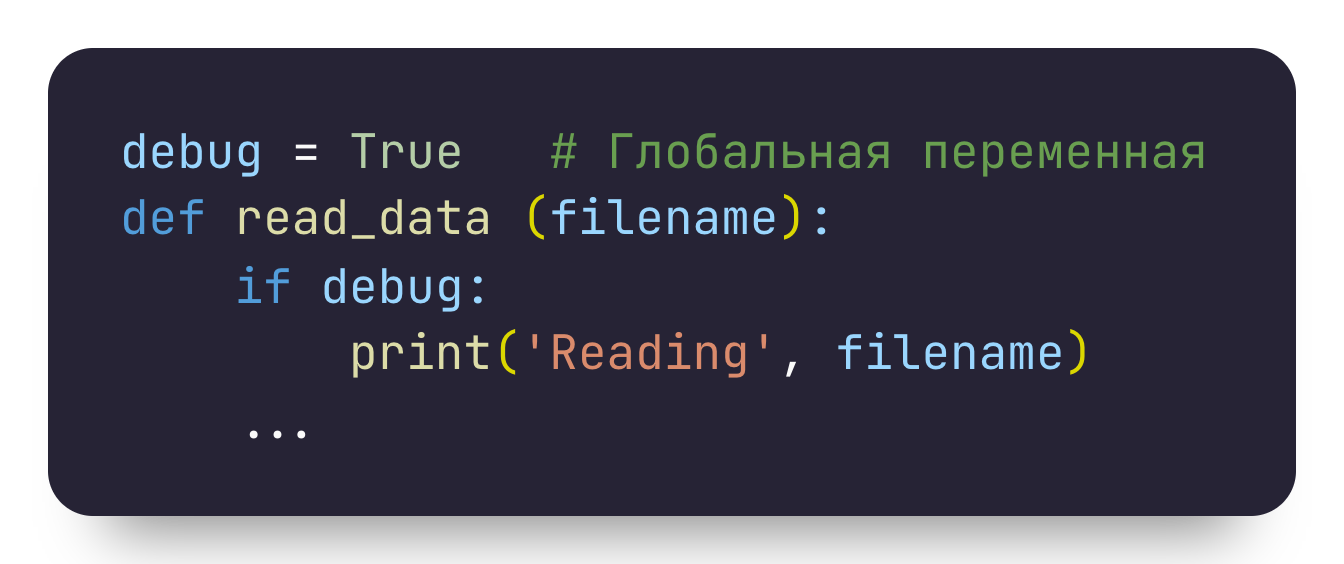 debug = True   # Глобальная переменная
def read_data (filename):
    if debug:
        print('Reading', filename)
    ...